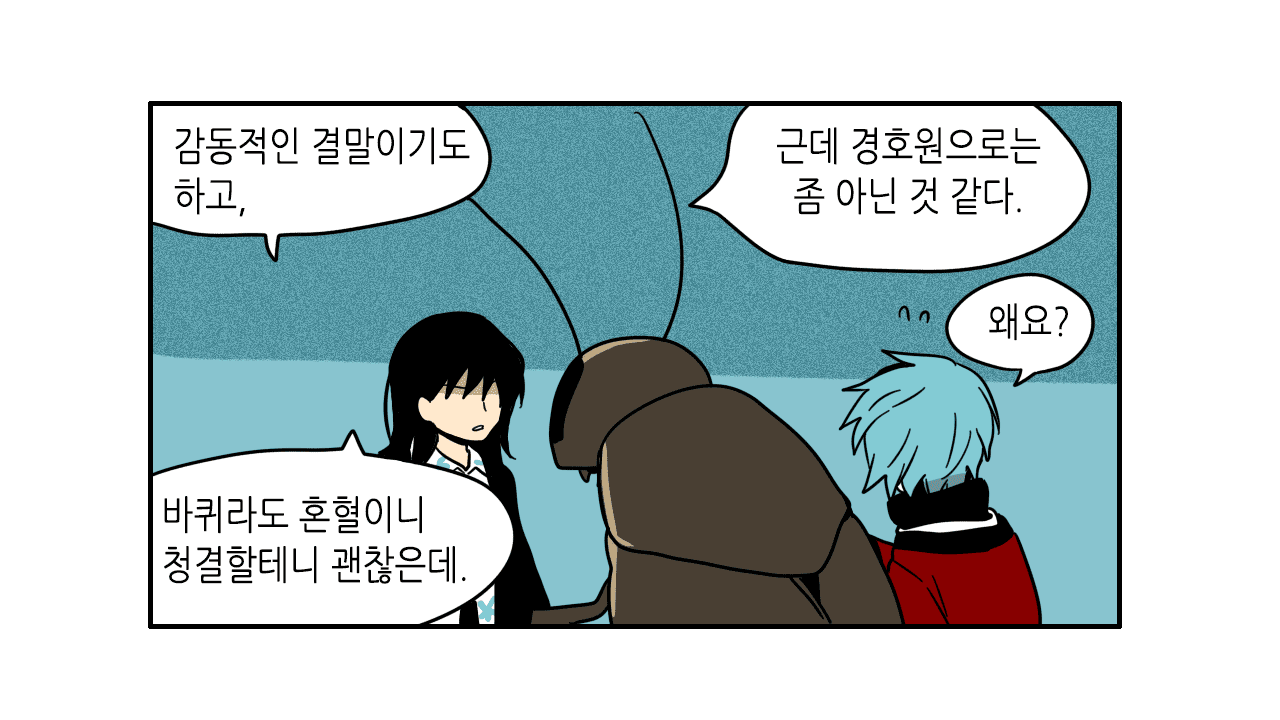 감동적인 결말이기도
하고,
근데 경호원으로는
좀 아닌 것 같다.
왜요?
바퀴라도 혼혈이니
청결할테니 괜찮은데.